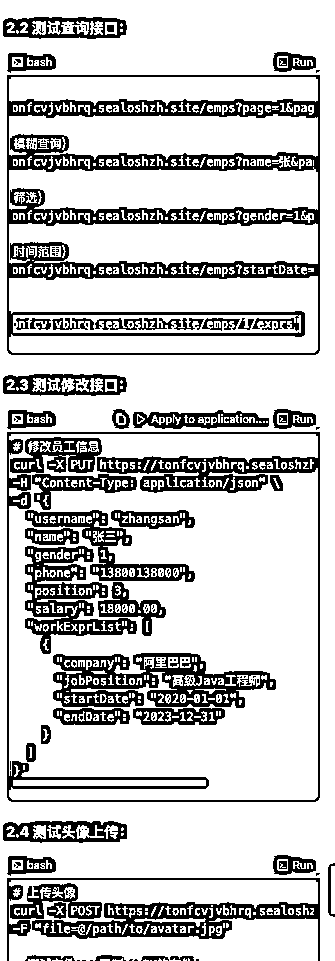 2.2 测试查询接口:
bash Run
onfcvjvbhrq.sealoshzh.site/emps?page=1&pag
模糊查询)
onfcvjvbhrq.sealoshzh.site/emps?name=张&pa
筛选)
onfcvjvbhrq.sealoshzh.site/emps?gender=1&p
时间范围)
onfcvjvbhrq.sealoshzh.site/emps?startDate=
onfcvjvbhrq.sealoshzh.site/emps/1/exprs"
2.3 测试修改接口:
bash Apply to application.... Run
# 修改员工信息
curl -X PUT https://tonfcvjvbhrq.sealoszh
-H "Content-Type: application/json" \
-d '{
"username": "zhangsan",
"name": "张三",
"gender": 1,
"phone": "13800138000",
"position": 3,
"salary": 18000.00,
"workExprList": [
{
"company": "阿里巴巴",
"jobPosition": "高级Java工程师",
"startDate": "2020-01-01",
"endDate": "2023-12-31"
}
]
}'
2.4 测试头像上传:
bash Run
# 上传头像
curl -X POST https://tonfcvjvbhrq.sealoshz
-F "file=@/path/to/avatar.jpg"